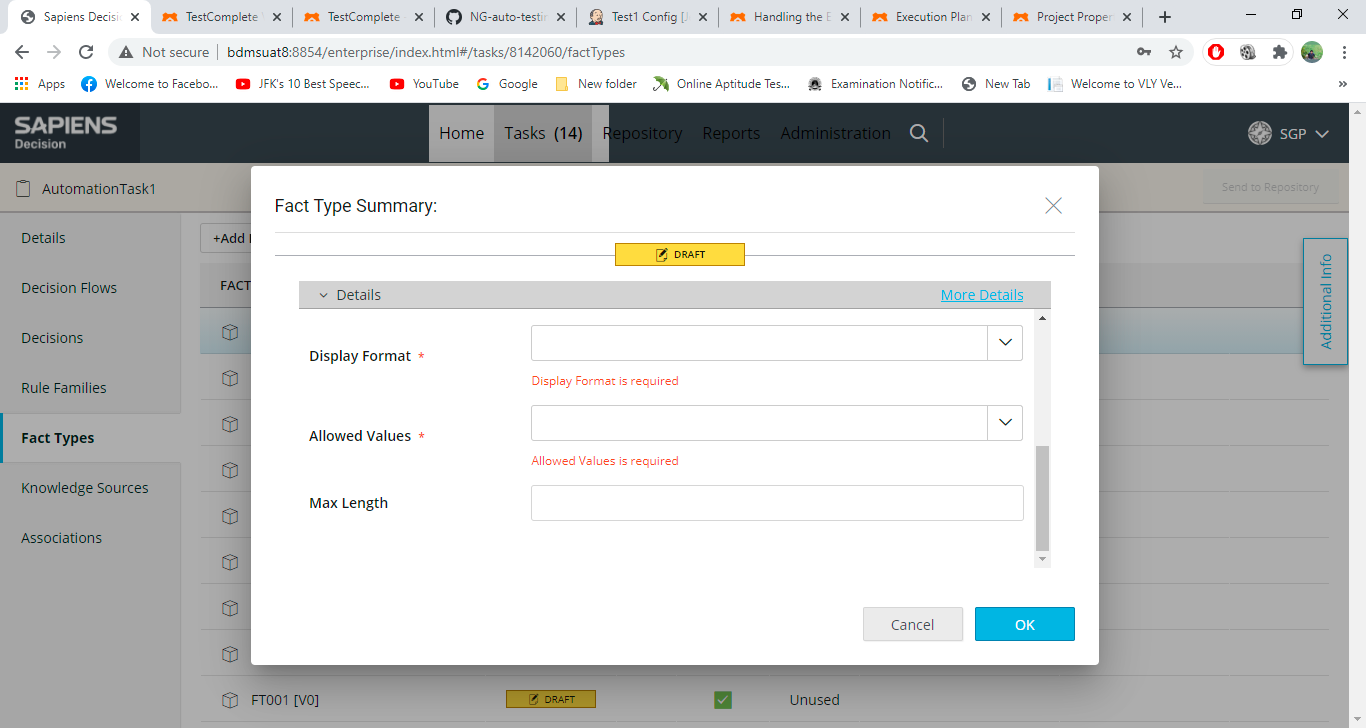 Sapiens Decisi
TestComplete
TestComplete
NG-auto-testin
Test1 Config [J
Handling the E
Execution Plan
Project Proper
Not secure
bdmsuat8:8854/enterprise/index.html#/tasks/8142060/factTypes
Apps
Welcome to Facebo...
JFK's 10 Best Speec...
YouTube
Google
New folder
Online Aptitude Tes...
Examination Notific...
New Tab
Welcome to VLY Ve...
»
SAPIENS
Decision
Home
Tasks (14)
Repository
Reports
Administration
SGP
AutomationTask1
Send to Repository
Details
Decision Flows
Decisions
Rule Families
Fact Types
Knowledge Sources
Associations
+Add
FACT
Additional Info
Fact Type Summary:
DRAFT
Details
More Details
Display Format *
Display Format is required
Allowed Values *
Allowed Values is required
Max Length
Cancel
OK
FT001 [V0]
DRAFT
Unused